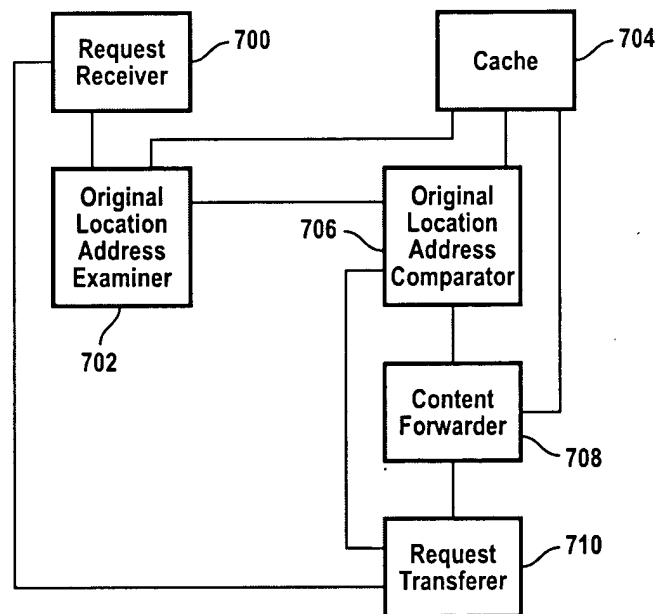 Request
Receiver
700
Cache
704
Original
Location
Address
Examiner
702
Original
Location
Address
Comparator
706
Content
Forwarder
708
Request
Transferer
710